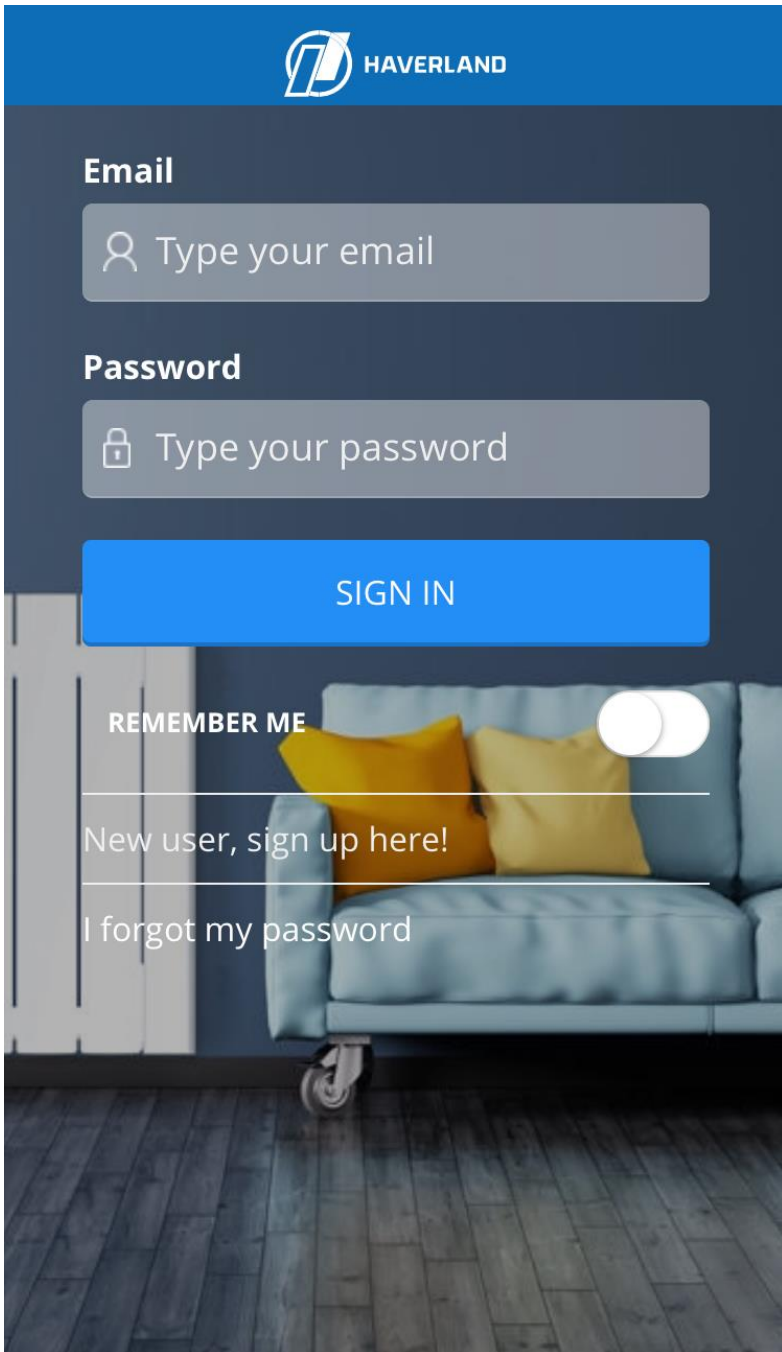 HAVERLAND
Email
Type your email
Password
Type your password
SIGN IN
REMEMBER ME
New user, sign up here!
I forgot my password